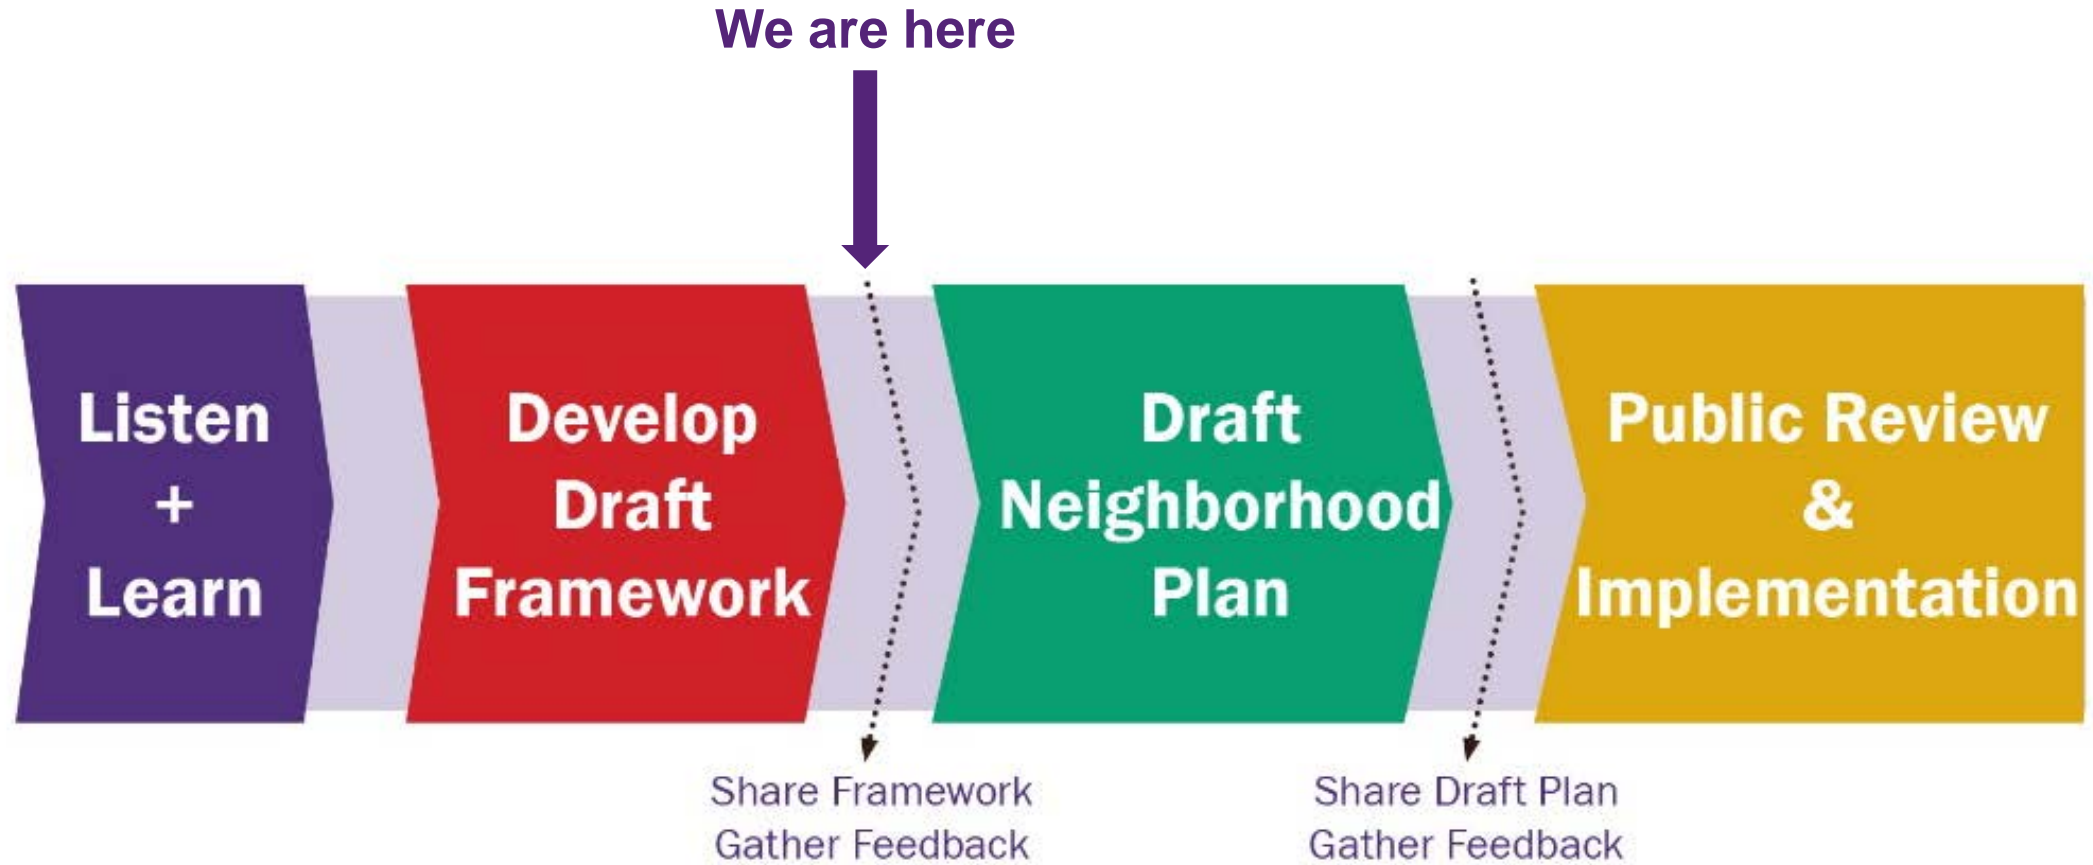 We are here
Listen
+
Learn
Develop
Draft
Framework
Draft
Neighborhood
Plan
Public Review
&
Implementation
Share Framework
Gather Feedback
Share Draft Plan
Gather Feedback